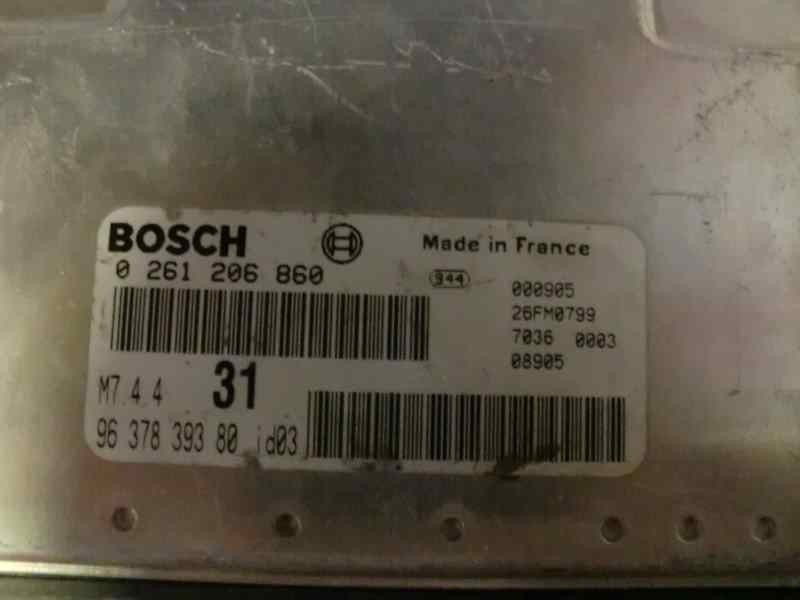 BOSCH
Made in France
0 261 206 860
944
000905
26FM0799
7036 0003
08905
M7.4.4 31
96 378 393 80 id03